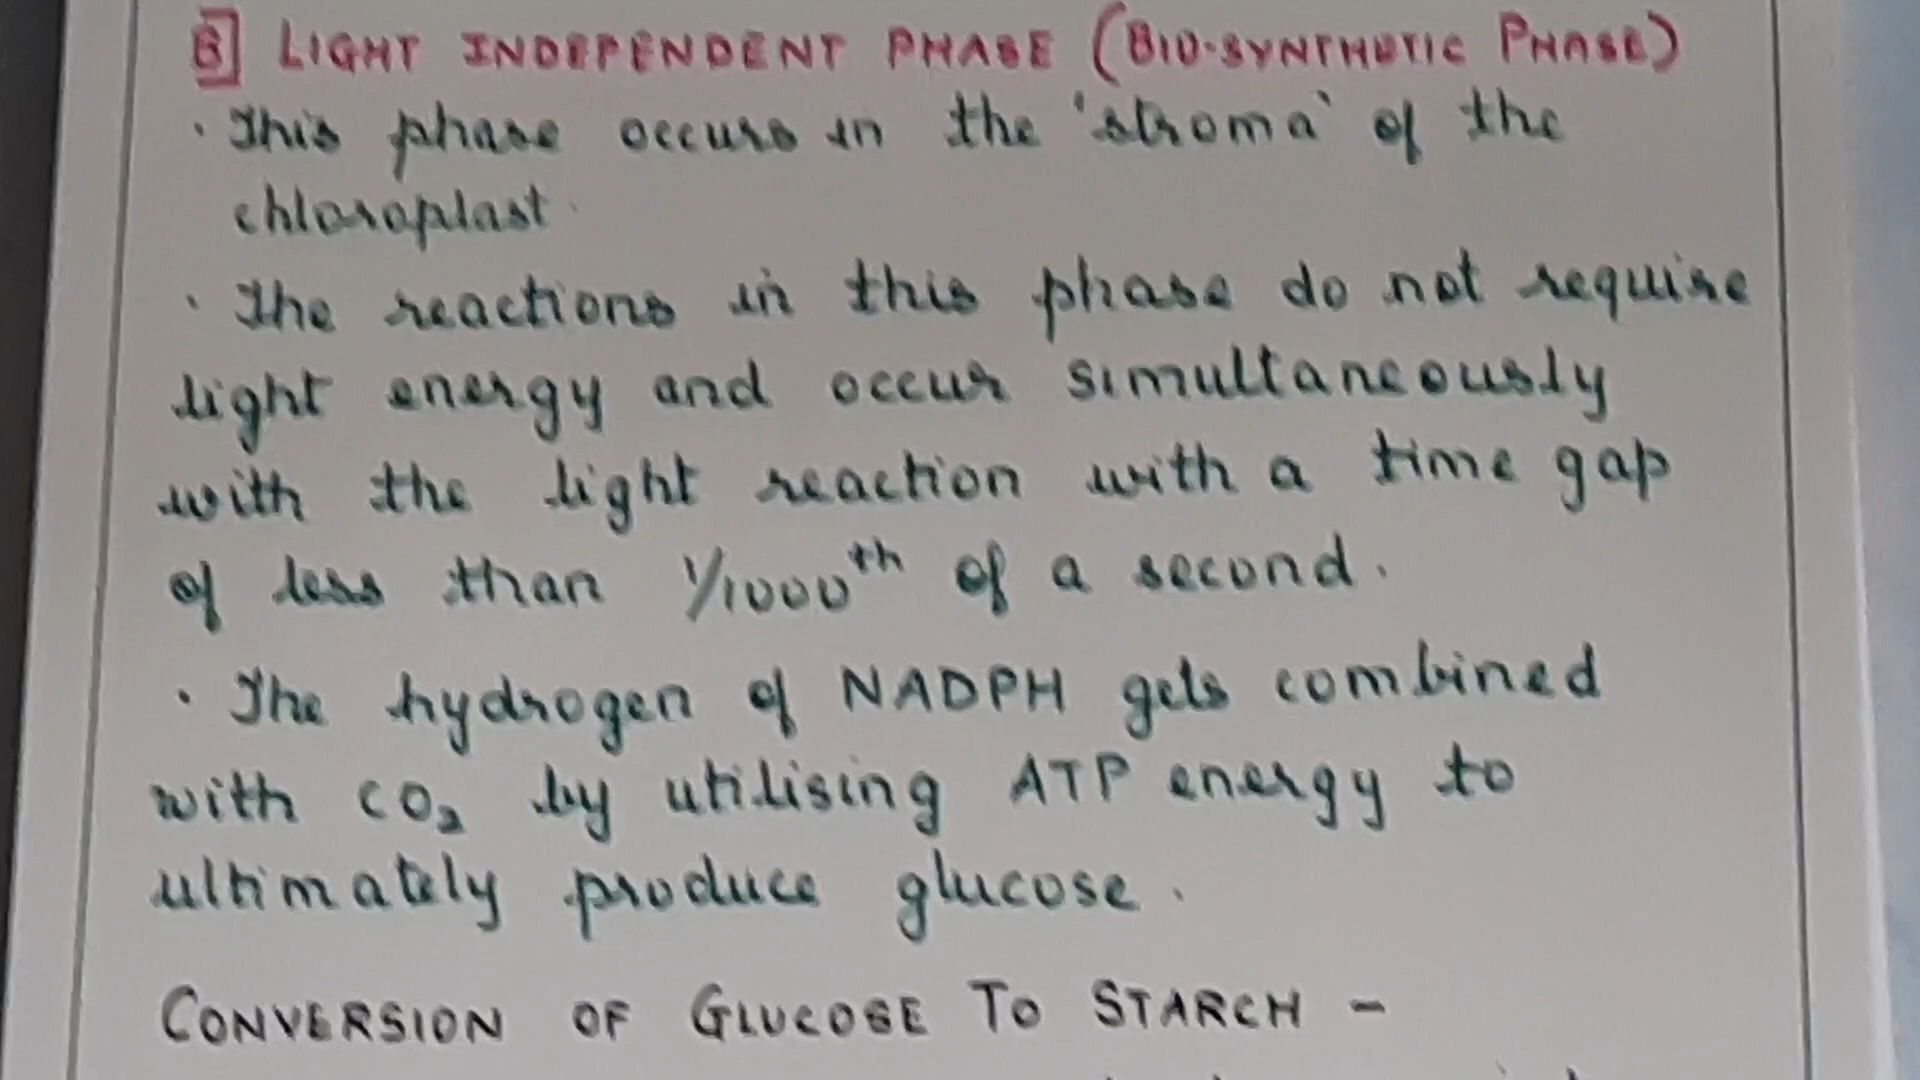 B] LIGHT INDEPENDENT PHASE (BIO-SYNTHETIC PHASE)
· This phase occurs in the 'stroma' of the
chloroplast.
· The reactions in this phase do not require
light energy and occur simultaneously
with the light reaction with a time gap
of less than 1/1000th of a second.
· The hydrogen of NADPH gets combined
with CO₂ by utilising ATP energy to
ultimately produce glucose.
CONVERSION OF GLUCOSE TO STARCH -